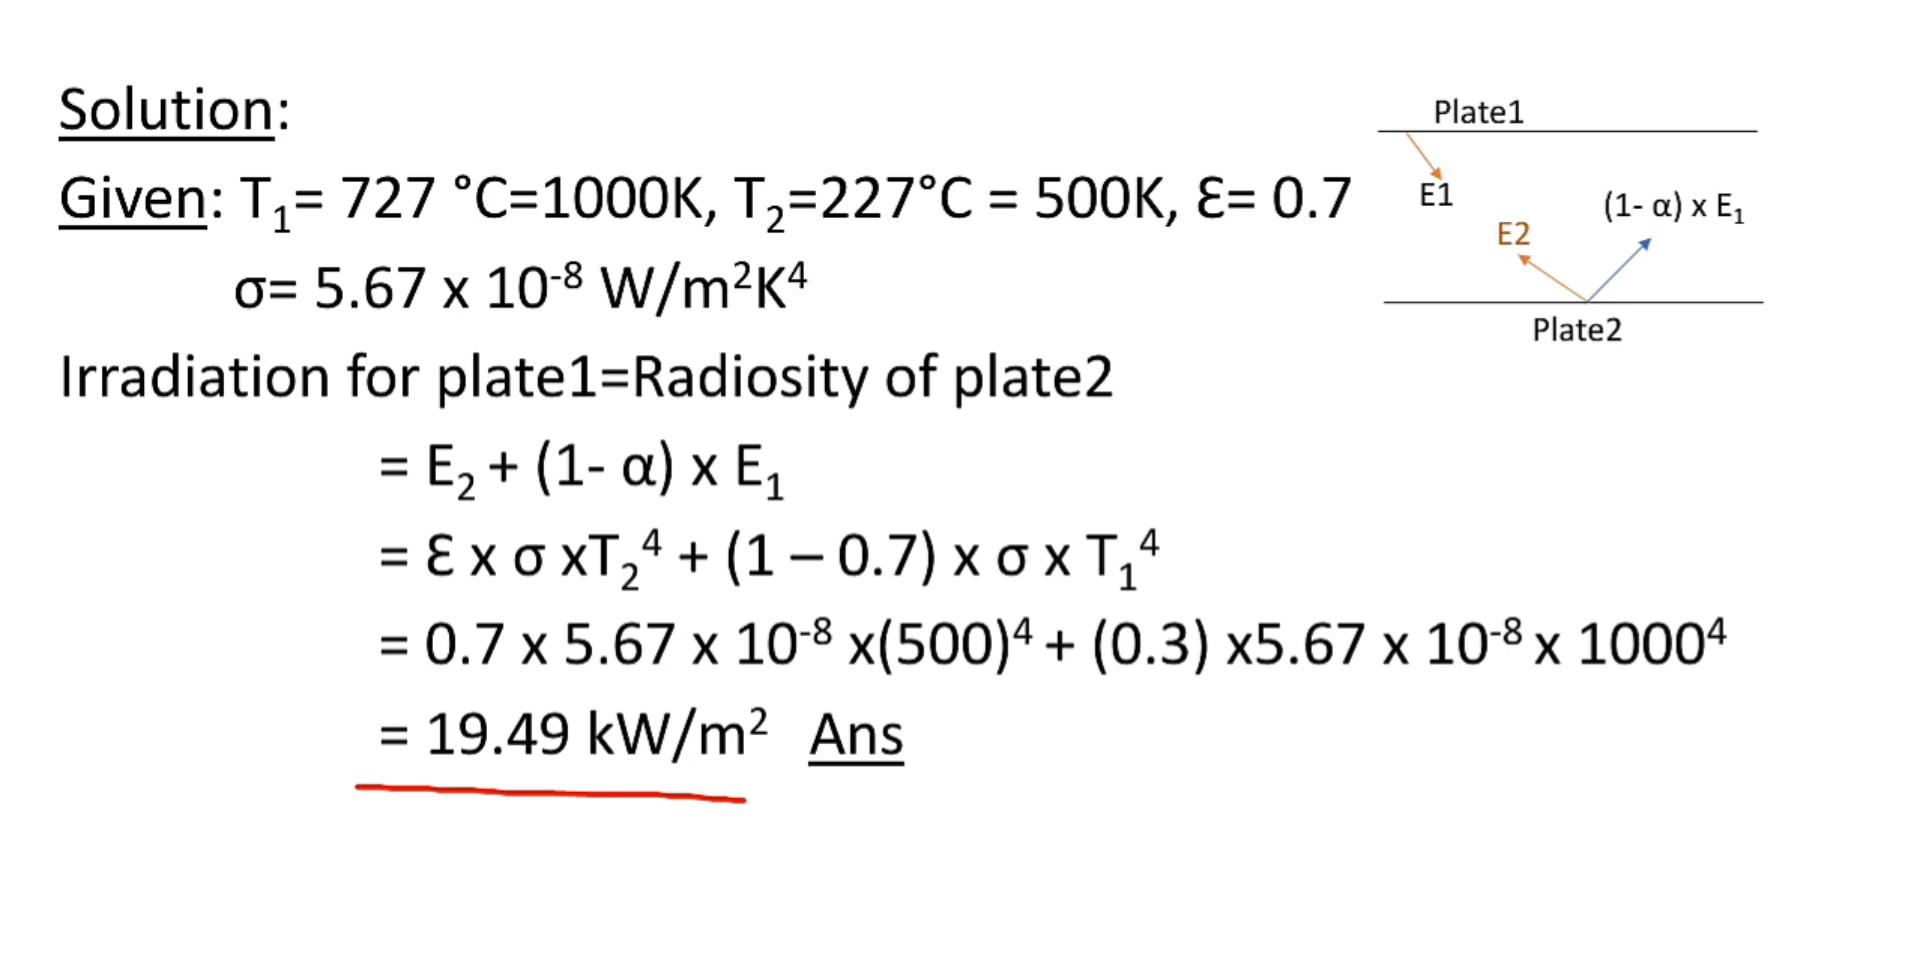 Solution:
Given: T₁= 727 °C=1000K, T₂=227°C = 500K, Ɛ= 0.7
σ= 5.67 x 10⁻⁸ W/m²K⁴
Irradiation for plate1=Radiosity of plate2
= E₂ + (1- α) x E₁
= Ɛ x σ xT₂⁴ + (1 – 0.7) x σ x T₁⁴
= 0.7 x 5.67 x 10⁻⁸ x(500)⁴ + (0.3) x5.67 x 10⁻⁸ x 1000⁴
= 19.49 kW/m² Ans
Plate1
E1
(1- α) x E₁
E2
Plate2